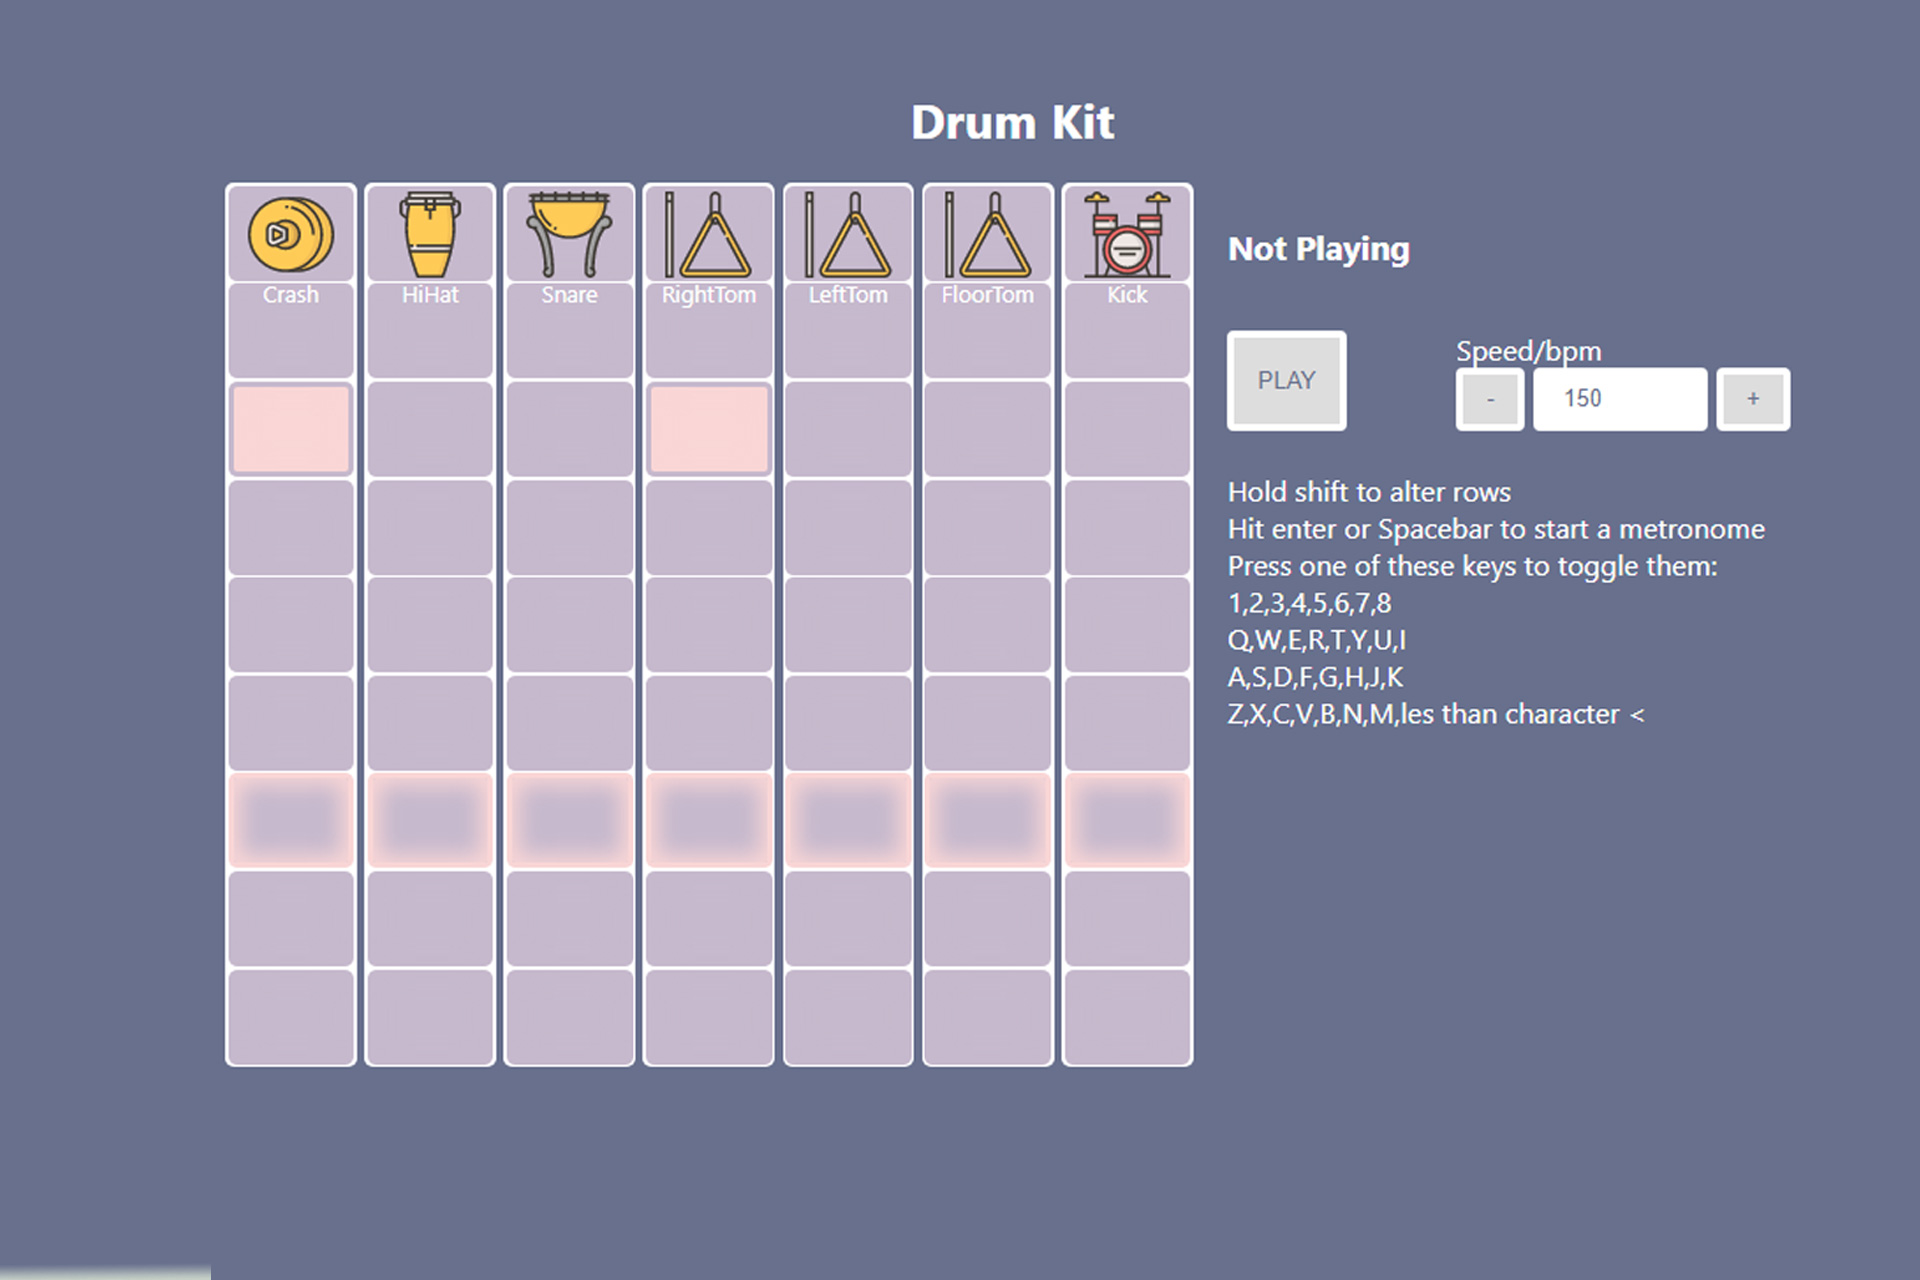 Drum Kit
Crash HiHat Snare RightTom LeftTom FloorTom Kick
Not Playing
PLAY
Speed/bpm
- 150 +
Hold shift to alter rows
Hit enter or Spacebar to start a metronome
Press one of these keys to toggle them:
1,2,3,4,5,6,7,8
Q,W,E,R,T,Y,U,I
A,S,D,F,G,H,J,K
Z,X,C,V,B,N,M,les than character <